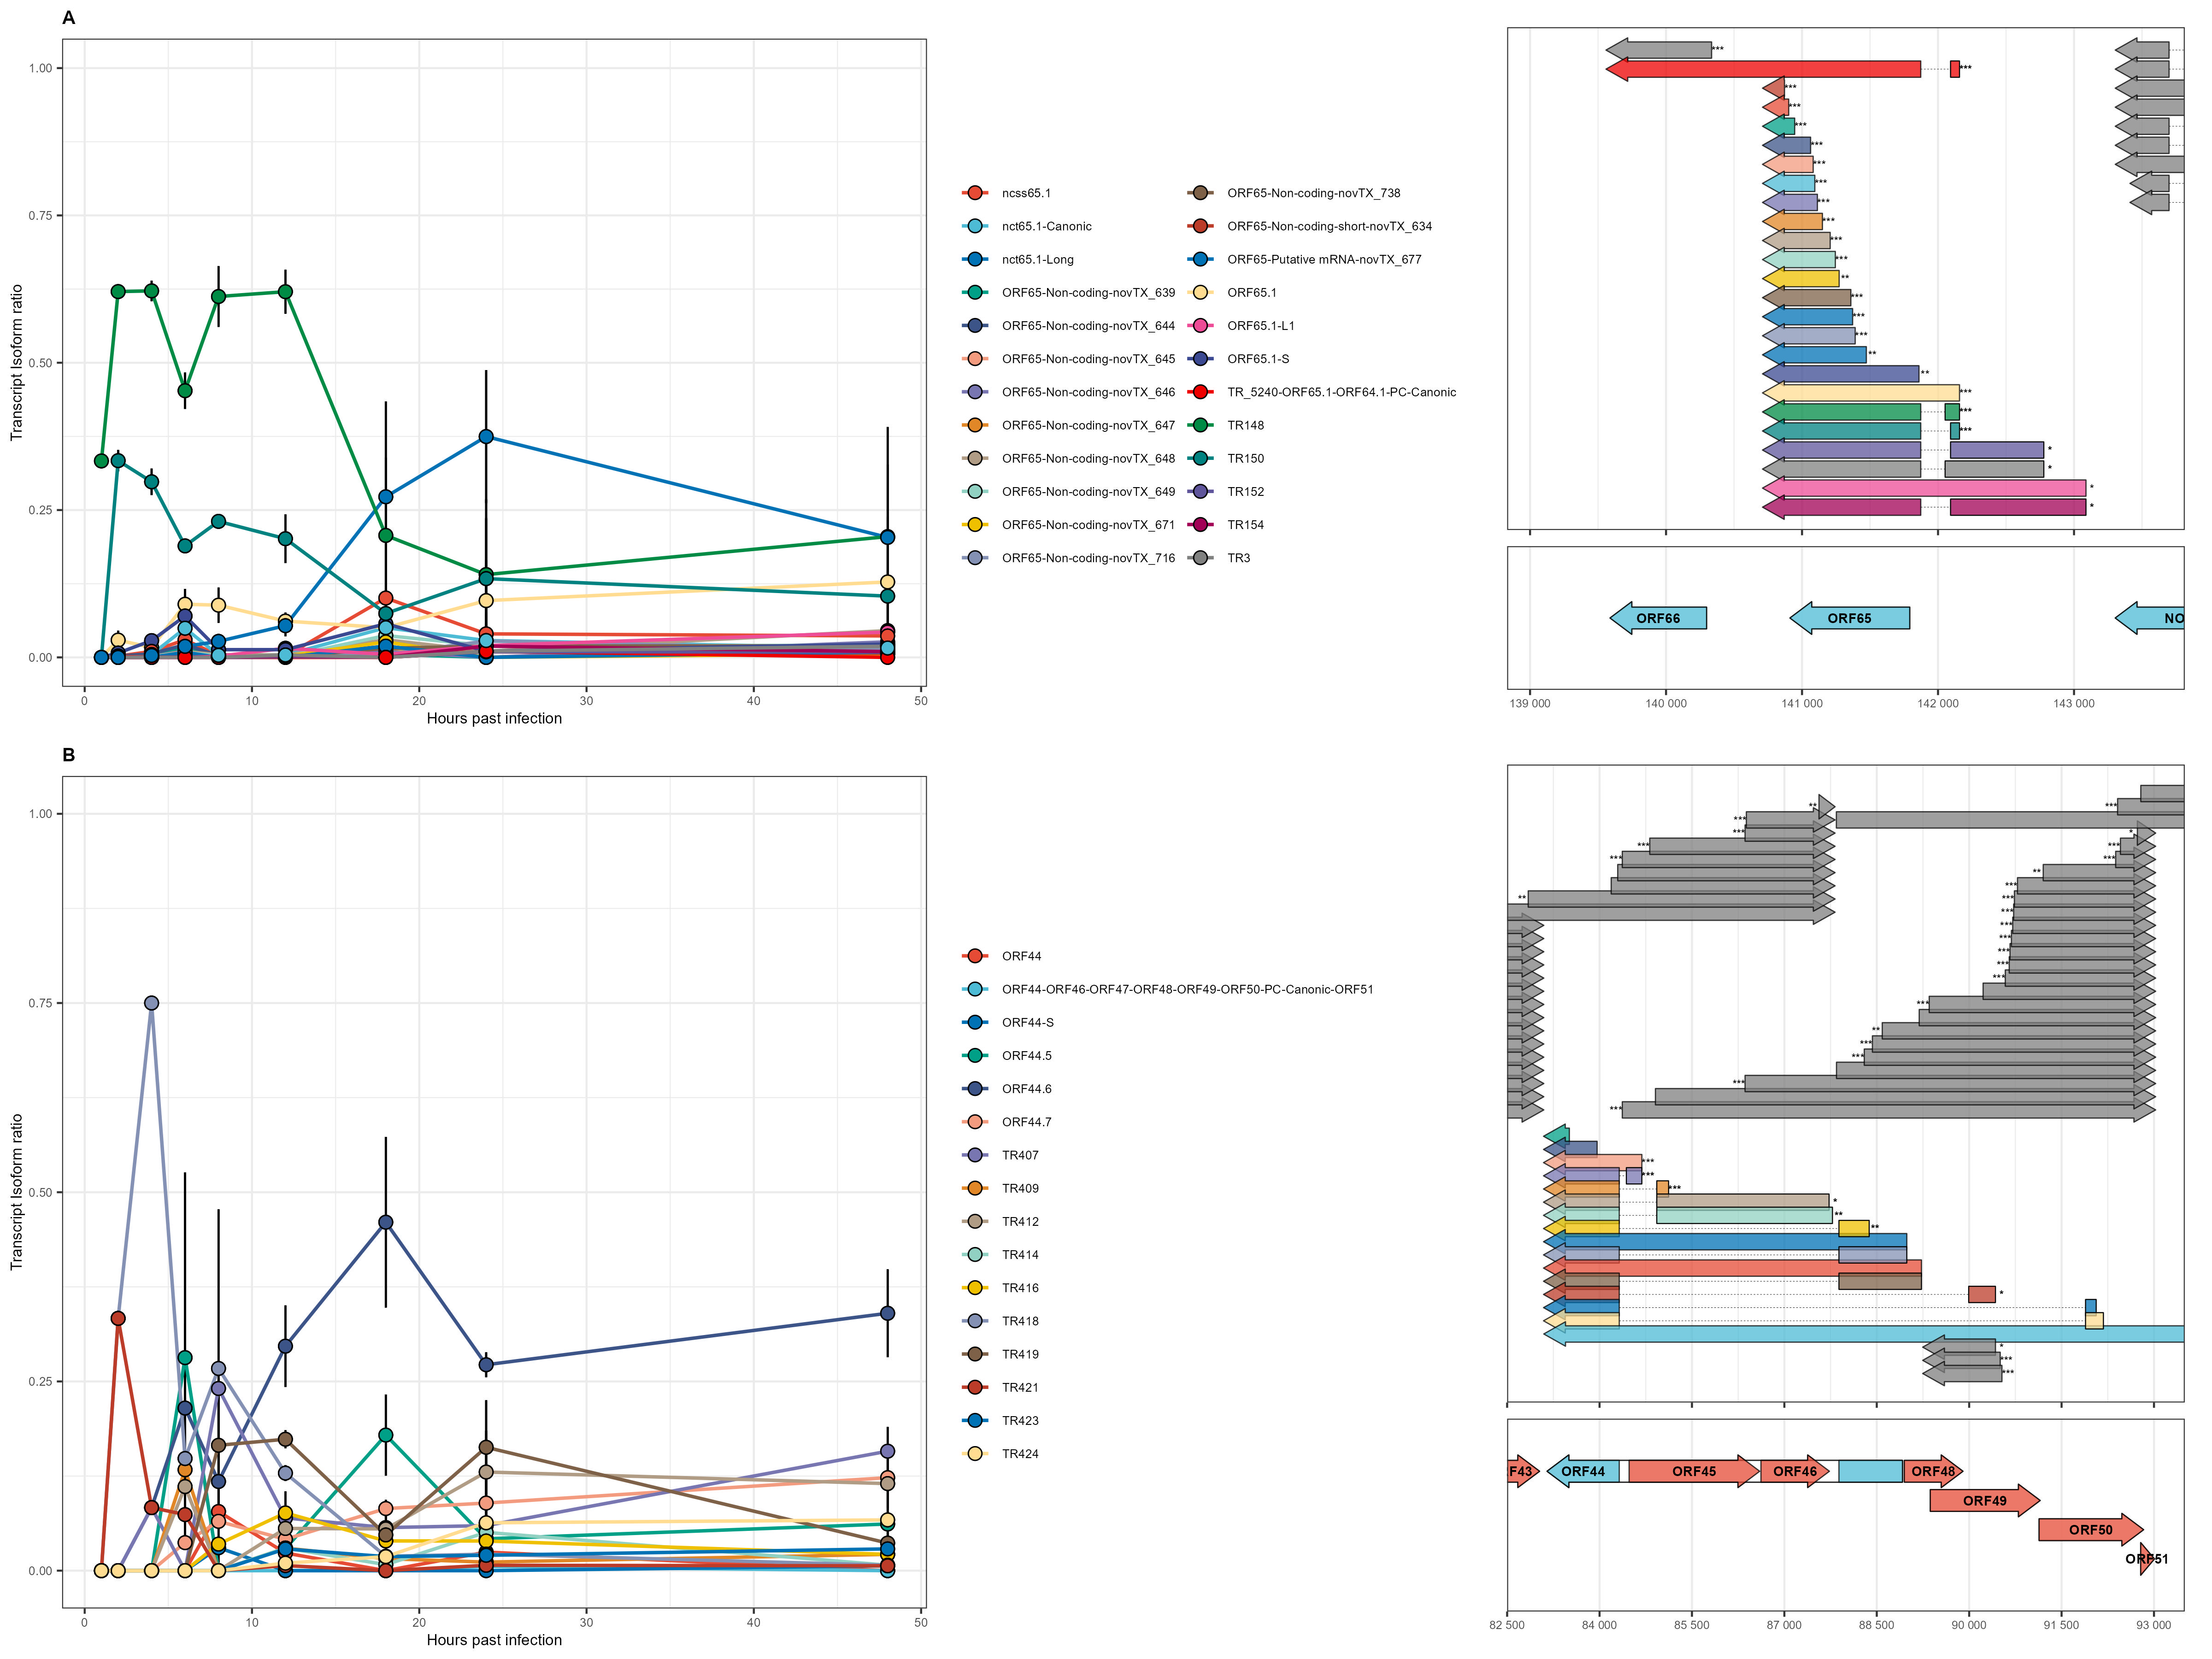 A
1.00
0.75
0.50
0.25
0.00
Transcript Isoform ratio
0 10 20 30 40 50
Hours past infection
ncss65.1
nct65.1-Canonic
nct65.1-Long
ORF65-Non-coding-novTX_639
ORF65-Non-coding-novTX_644
ORF65-Non-coding-novTX_645
ORF65-Non-coding-novTX_646
ORF65-Non-coding-novTX_647
ORF65-Non-coding-novTX_648
ORF65-Non-coding-novTX_649
ORF65-Non-coding-novTX_671
ORF65-Non-coding-novTX_716
ORF65-Non-coding-novTX_738
ORF65-Non-coding-short-novTX_634
ORF65-Putative mRNA-novTX_677
ORF65.1
ORF65.1-L1
ORF65.1-S
TR_5240-ORF65.1-ORF64.1-PC-Canonic
TR148
TR150
TR152
TR154
TR3
***
***
***
***
***
***
***
***
***
***
***
***
**
***
***
***
**
**
***
***
***
*
*
*
*
ORF66 ORF65 NO
139 000 140 000 141 000 142 000 143 000
B
1.00
0.75
0.50
0.25
0.00
Transcript Isoform ratio
0 10 20 30 40 50
Hours past infection
ORF44
ORF44-ORF46-ORF47-ORF48-ORF49-ORF50-PC-Canonic-ORF51
ORF44-S
ORF44.5
ORF44.6
ORF44.7
TR407
TR409
TR412
TR414
TR416
TR418
TR419
TR421
TR423
TR424
** ***
***
*** *
*** ***
*** ***
**
***
** ***
***
***
***
***
***
***
***
**
***
***
***
***
***
***
***
*
**
**
*
*
***
***
F43 ORF44 ORF45 ORF46 ORF48
ORF49
ORF50
ORF51
82 500 84 000 85 500 87 000 88 500 90 000 91 500 93 000